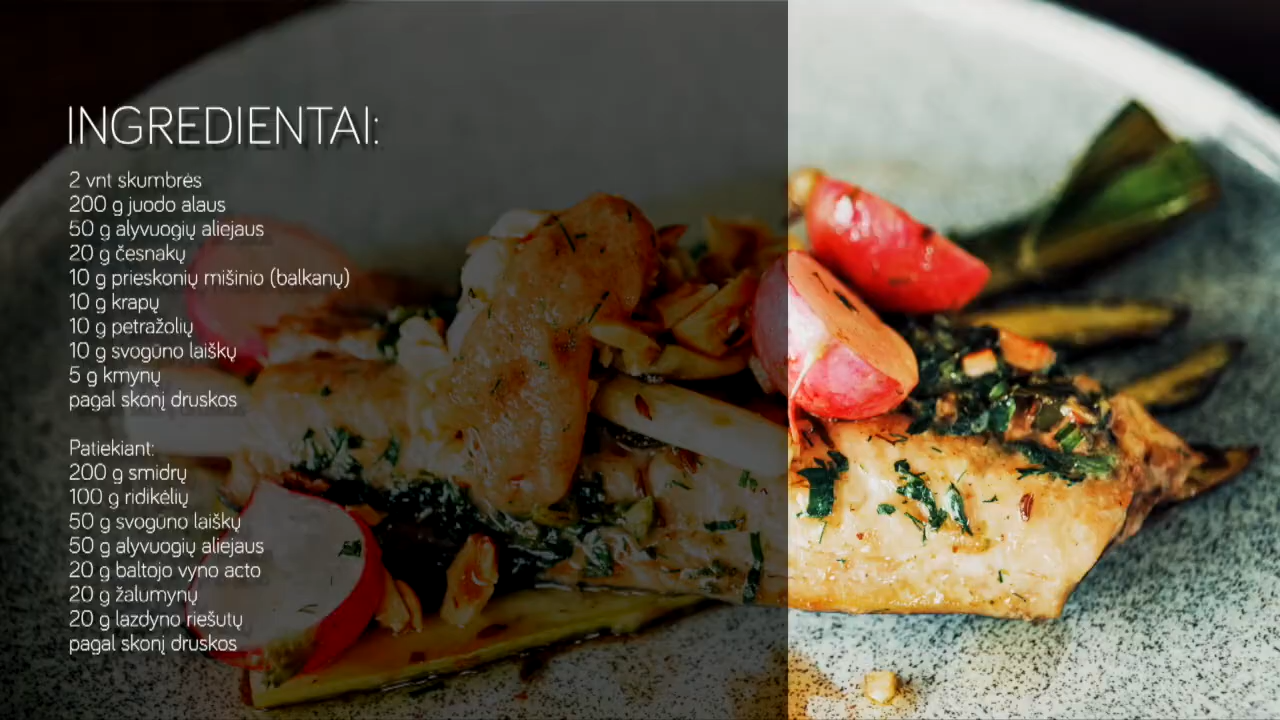 INGREDIENTAI:
2 vnt skumbrės
200 g juodo alaus
50 g alyvuogių aliejaus
20 g česnakų
10 g prieskonių mišinio (balkanų)
10 g krapų
10 g petražolių
10 g svogūno laiškų
5 g kmynų
pagal skonį druskos
Patiekiant:
200 g smidrų
100 g ridikėlių
50 g svogūno laiškų
50 g alyvuogių aliejaus
20 g baltojo vyno acto
20 g žalumynų
20 g lazdyno riešutų
pagal skonį druskos